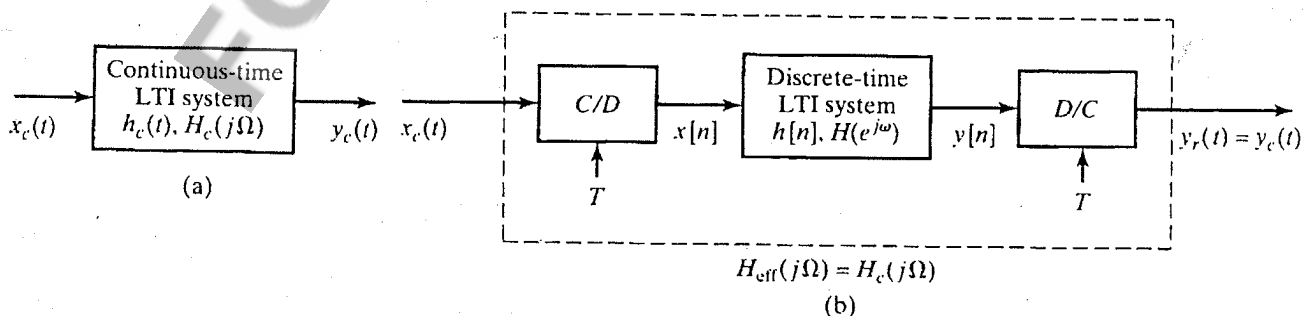 Continuous-time
LTI system
h_c(t), H_c(jΩ)
x_c(t)
y_c(t)
(a)
x_c(t)
C/D
T
x[n]
Discrete-time
LTI system
h[n], H(e^{jω})
y[n]
D/C
T
y_r(t) = y_c(t)
H_eff(jΩ) = H_c(jΩ)
(b)